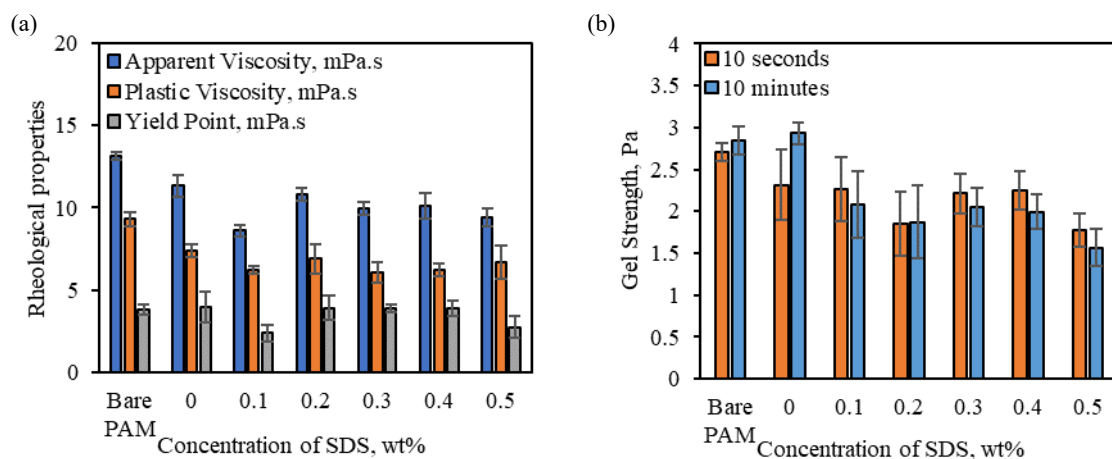 (a)
20
15
10
5
0
Rheological properties
Apparent Viscosity, mPa.s
Plastic Viscosity, mPa.s
Yield Point, mPa.s
Bare PAM 0 0.1 0.2 0.3 0.4 0.5
Concentration of SDS, wt%
(b)
4
3.5
3
2.5
2
1.5
1
0.5
0
Gel Strength, Pa
10 seconds
10 minutes
Bare PAM 0 0.1 0.2 0.3 0.4 0.5
Concentration of SDS, wt%